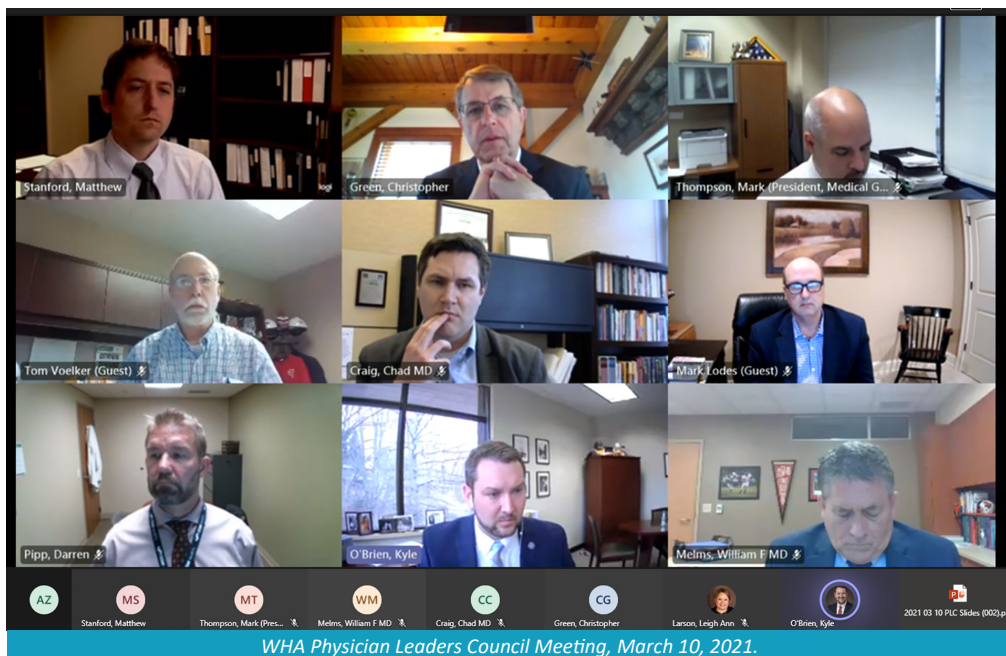 Stanford, Matthew
logi
Green, Christopher
Thompson, Mark (President, Medical G...
Tom Voelker (Guest)
Craig, Chad MD
Mark Lodes (Guest)
Pipp, Darren
O'Brien, Kyle
Melms, William F MD
AZ
MS
MT
WM
CC
CG
Stanford, Matthew
Thompson, Mark (Pres...
Melms, William F MD
Craig, Chad MD
Green, Christopher
Larson, Leigh Ann
O'Brien, Kyle
2021 03 10 PLC Slides (002).p
WHA Physician Leaders Council Meeting, March 10, 2021.